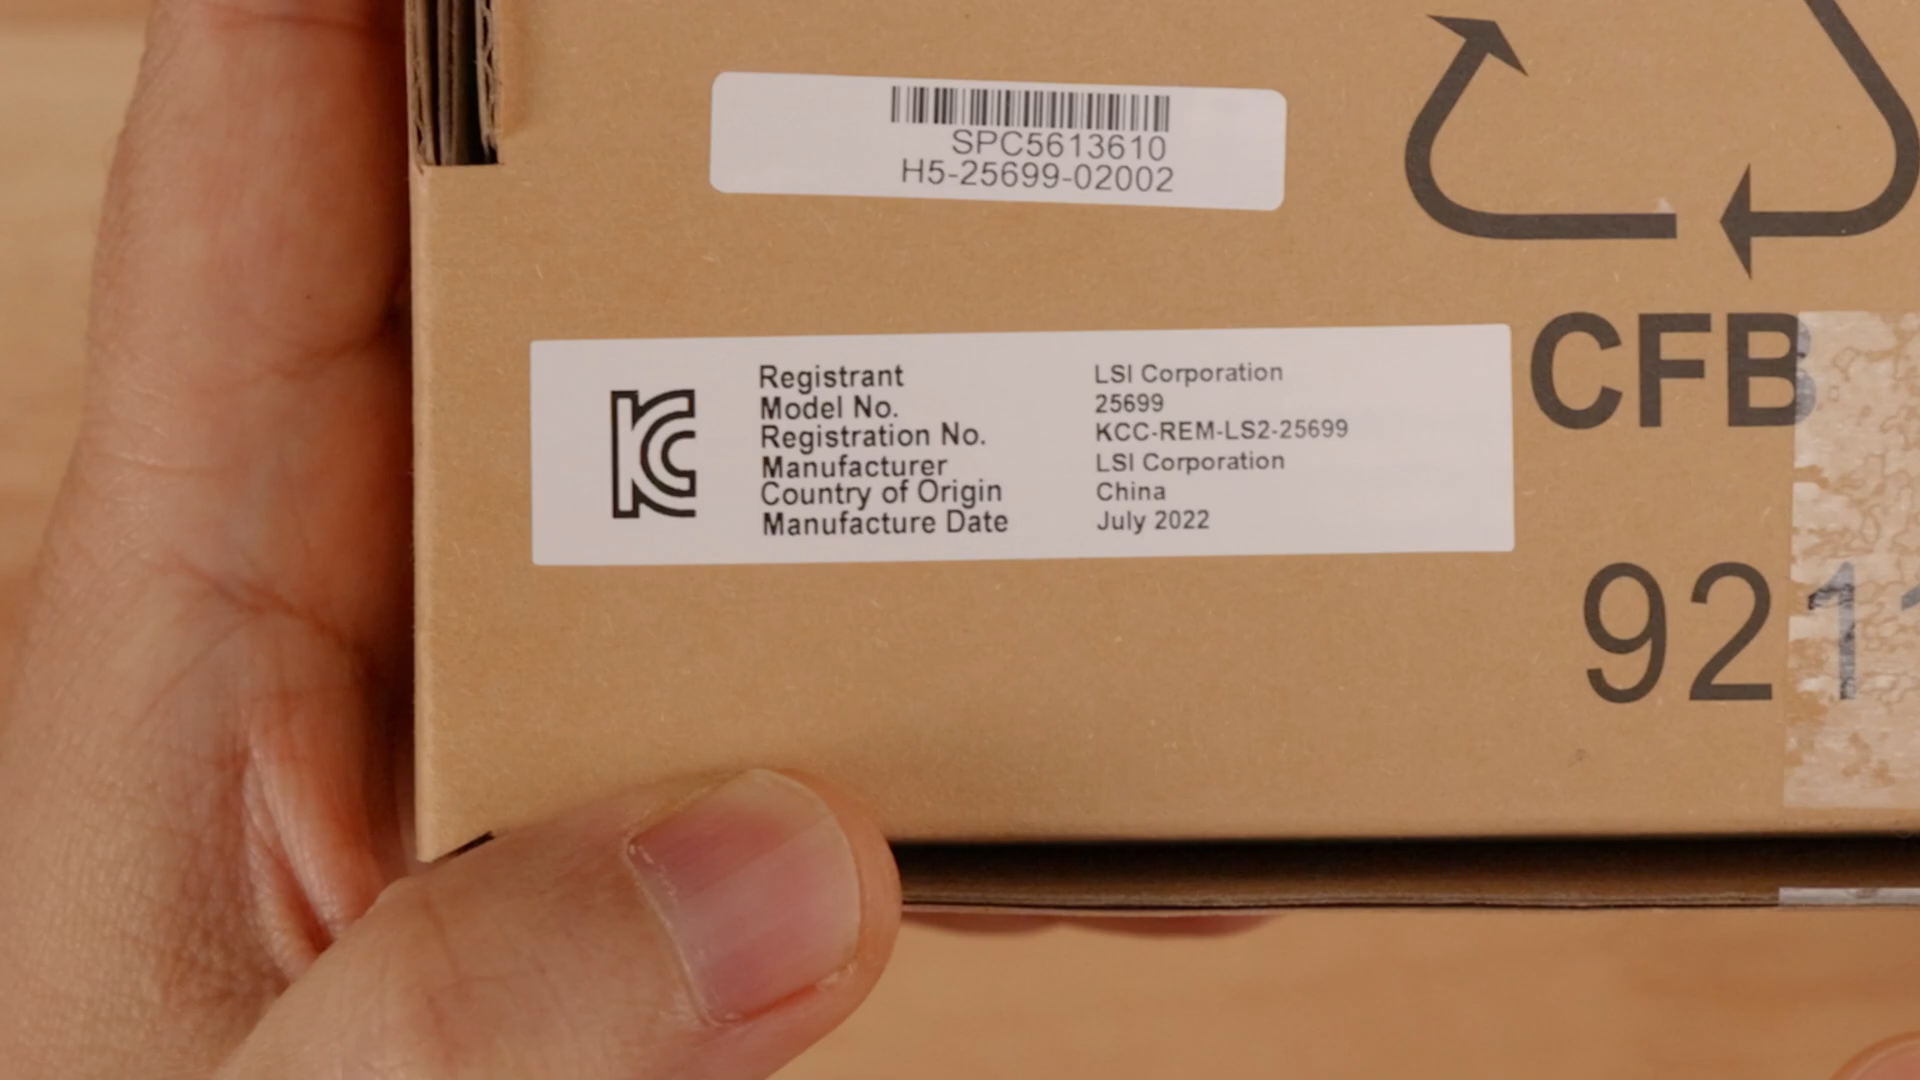 SPC5613610
H5-25699-02002
CFB
Registrant LSI Corporation
Model No. 25699
Registration No. KCC-REM-LS2-25699
Manufacturer LSI Corporation
Country of Origin China
Manufacture Date July 2022
921